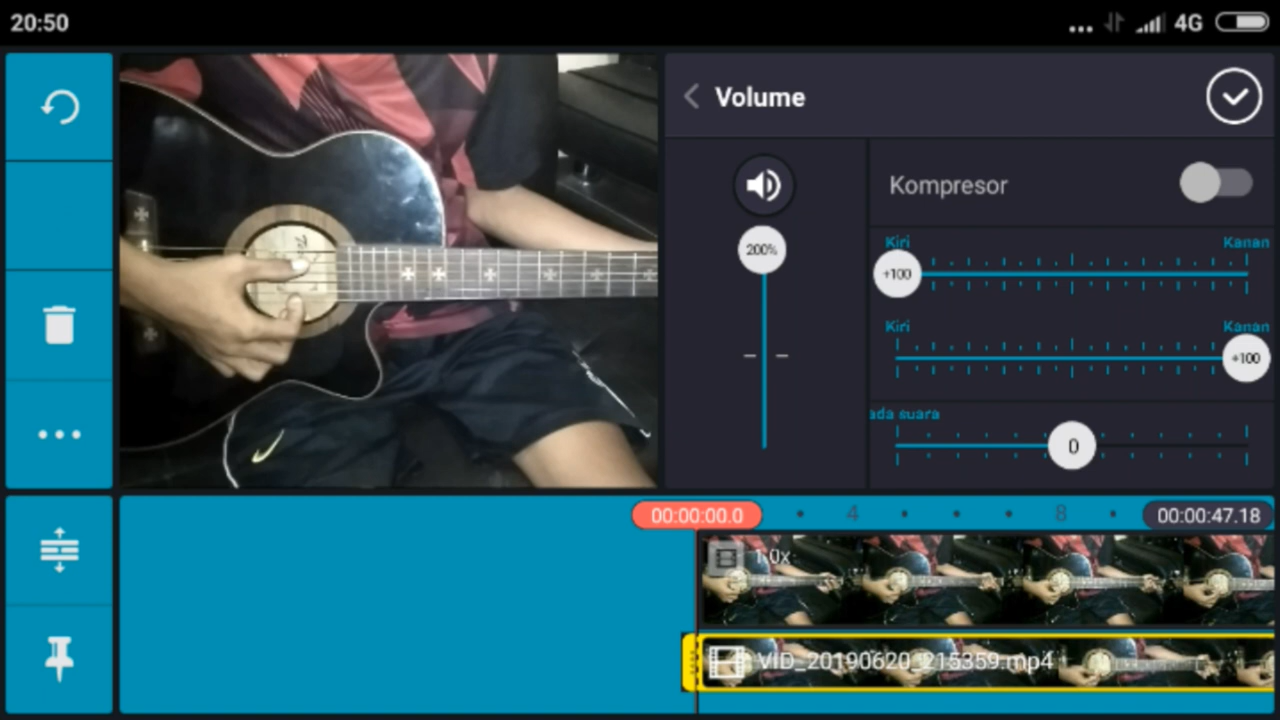 20:50
4G
Volume
200%
Kompresor
Kiri Kanan
+100
Kiri Kanan
+100
ada suara
0
00:00:00.0 4 8 00:00:47.18
1.0x
VID_20190620_215359.mp4